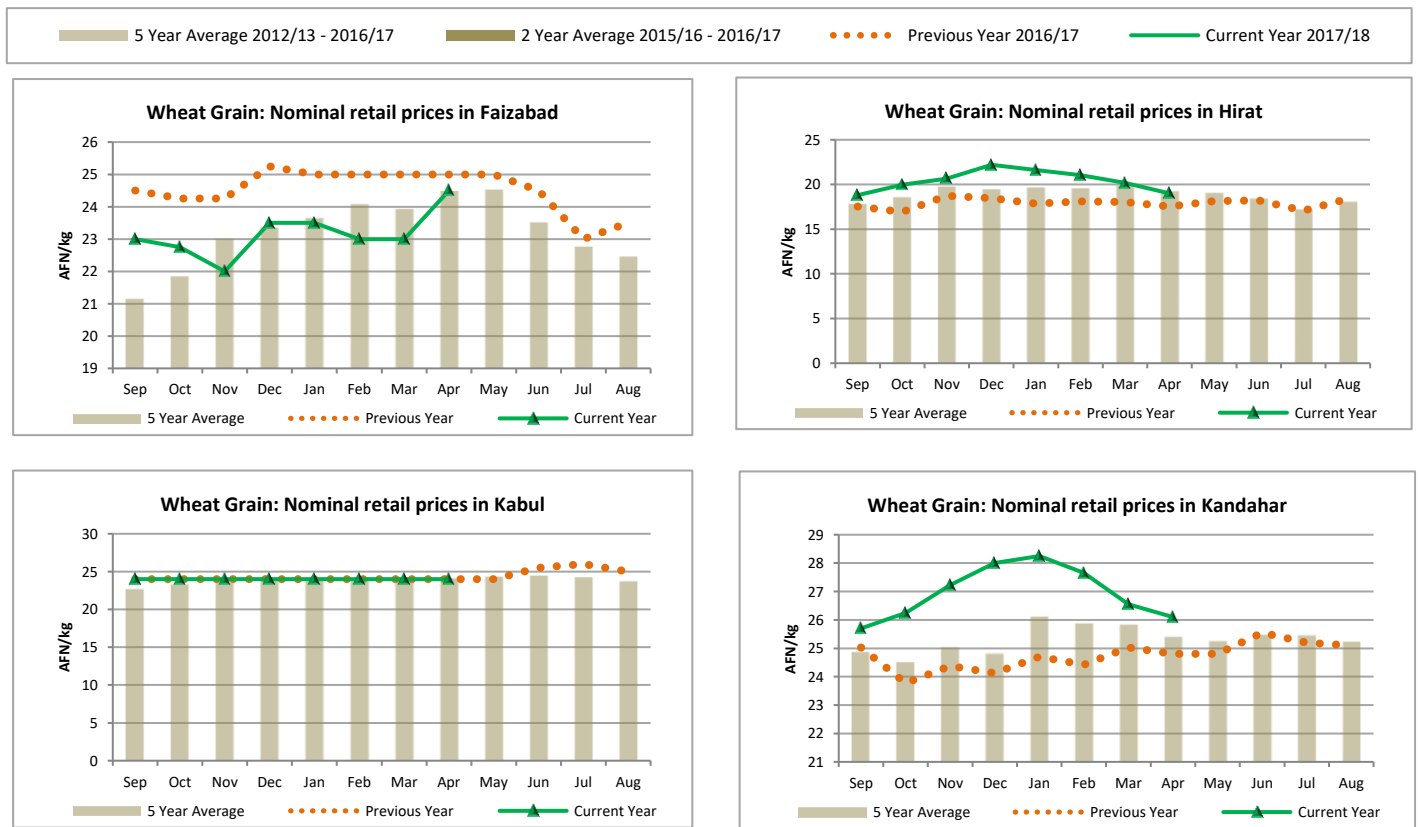 5 Year Average 2012/13 - 2016/17 2 Year Average 2015/16 - 2016/17 Previous Year 2016/17 Current Year 2017/18
Wheat Grain: Nominal retail prices in Faizabad
AFN/kg
26
25
24
23
22
21
20
19
Sep Oct Nov Dec Jan Feb Mar Apr May Jun Jul Aug
5 Year Average Previous Year Current Year
Wheat Grain: Nominal retail prices in Hirat
AFN/kg
25
20
15
10
5
0
Sep Oct Nov Dec Jan Feb Mar Apr May Jun Jul Aug
5 Year Average Previous Year Current Year
Wheat Grain: Nominal retail prices in Kabul
AFN/kg
30
25
20
15
10
5
0
Sep Oct Nov Dec Jan Feb Mar Apr May Jun Jul Aug
5 Year Average Previous Year Current Year
Wheat Grain: Nominal retail prices in Kandahar
AFN/kg
29
28
27
26
25
24
23
22
21
Sep Oct Nov Dec Jan Feb Mar Apr May Jun Jul Aug
5 Year Average Previous Year Current Year